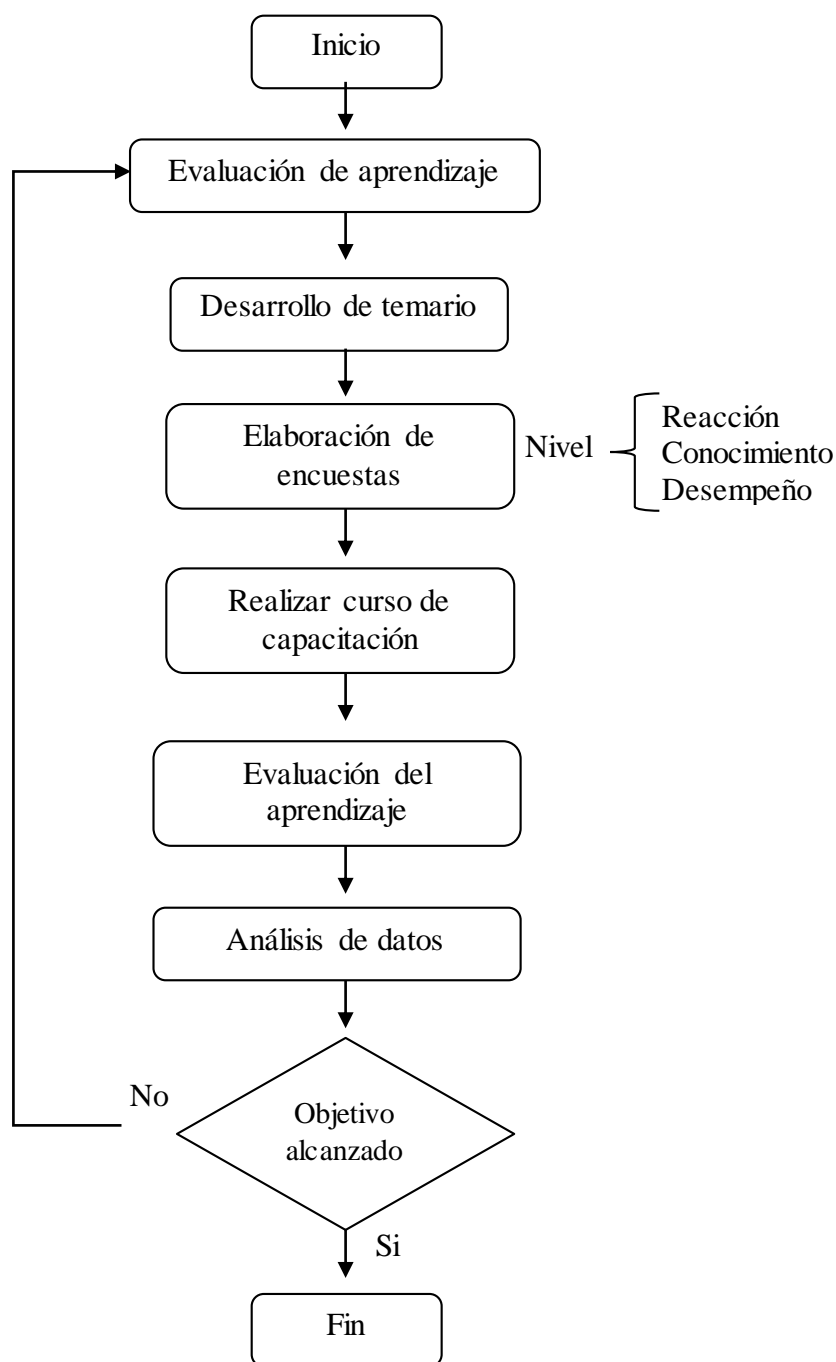 Inicio
Evaluación de aprendizaje
Desarrollo de temario
Elaboración de
encuestas
Nivel
Reacción
Conocimiento
Desempeño
Realizar curso de
capacitación
Evaluación del
aprendizaje
Análisis de datos
No
Objetivo
alcanzado
Si
Fin